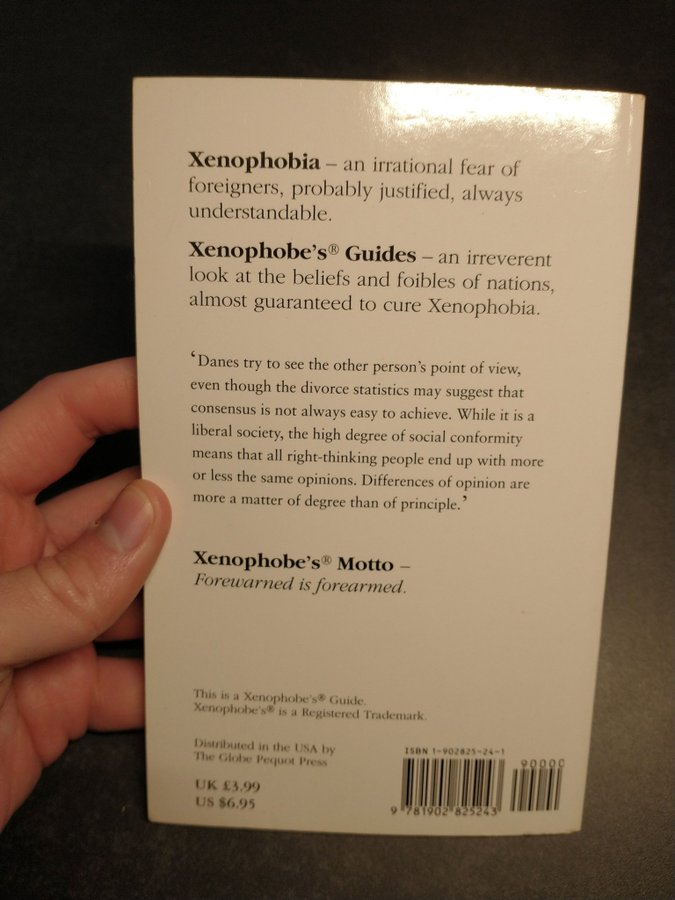 Xenophobia – an irrational fear of
foreigners, probably justified, always
understandable.
Xenophobe's® Guides – an irreverent
look at the beliefs and foibles of nations,
almost guaranteed to cure Xenophobia.
‘Danes try to see the other person's point of view,
even though the divorce statistics may suggest that
consensus is not always easy to achieve. While it is a
liberal society, the high degree of social conformity
means that all right-thinking people end up with more
or less the same opinions. Differences of opinion are
more a matter of degree than of principle.’
Xenophobe's® Motto –
Forewarned is forearmed.
This is a Xenophobe's® Guide.
Xenophobe's® is a Registered Trademark.
Distributed in the USA by
The Globe Pequot Press
UK £3.99
US $6.95
ISBN 1-902825-24-1
90000
9 781902 825243